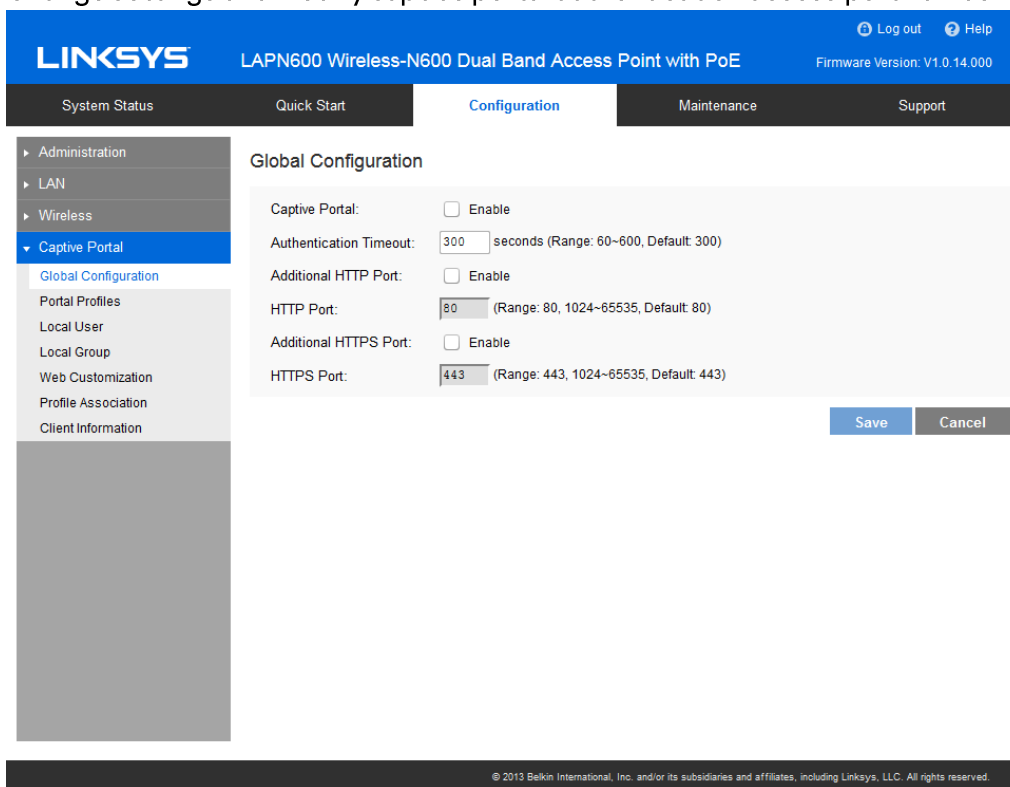 Log out Help
LINKSYS LAPN600 Wireless-N600 Dual Band Access Point with PoE Firmware Version: V1.0.14.000
System Status Quick Start Configuration Maintenance Support
Administration
LAN
Wireless
Captive Portal
Global Configuration
Portal Profiles
Local User
Local Group
Web Customization
Profile Association
Client Information
Global Configuration
Captive Portal: Enable
Authentication Timeout: 300 seconds (Range: 60~600, Default: 300)
Additional HTTP Port: Enable
HTTP Port: 80 (Range: 80, 1024~65535, Default: 80)
Additional HTTPS Port: Enable
HTTPS Port: 443 (Range: 443, 1024~65535, Default: 443)
Save Cancel
© 2013 Belkin International, Inc. and/or its subsidiaries and affiliates, including Linksys, LLC. All rights reserved.